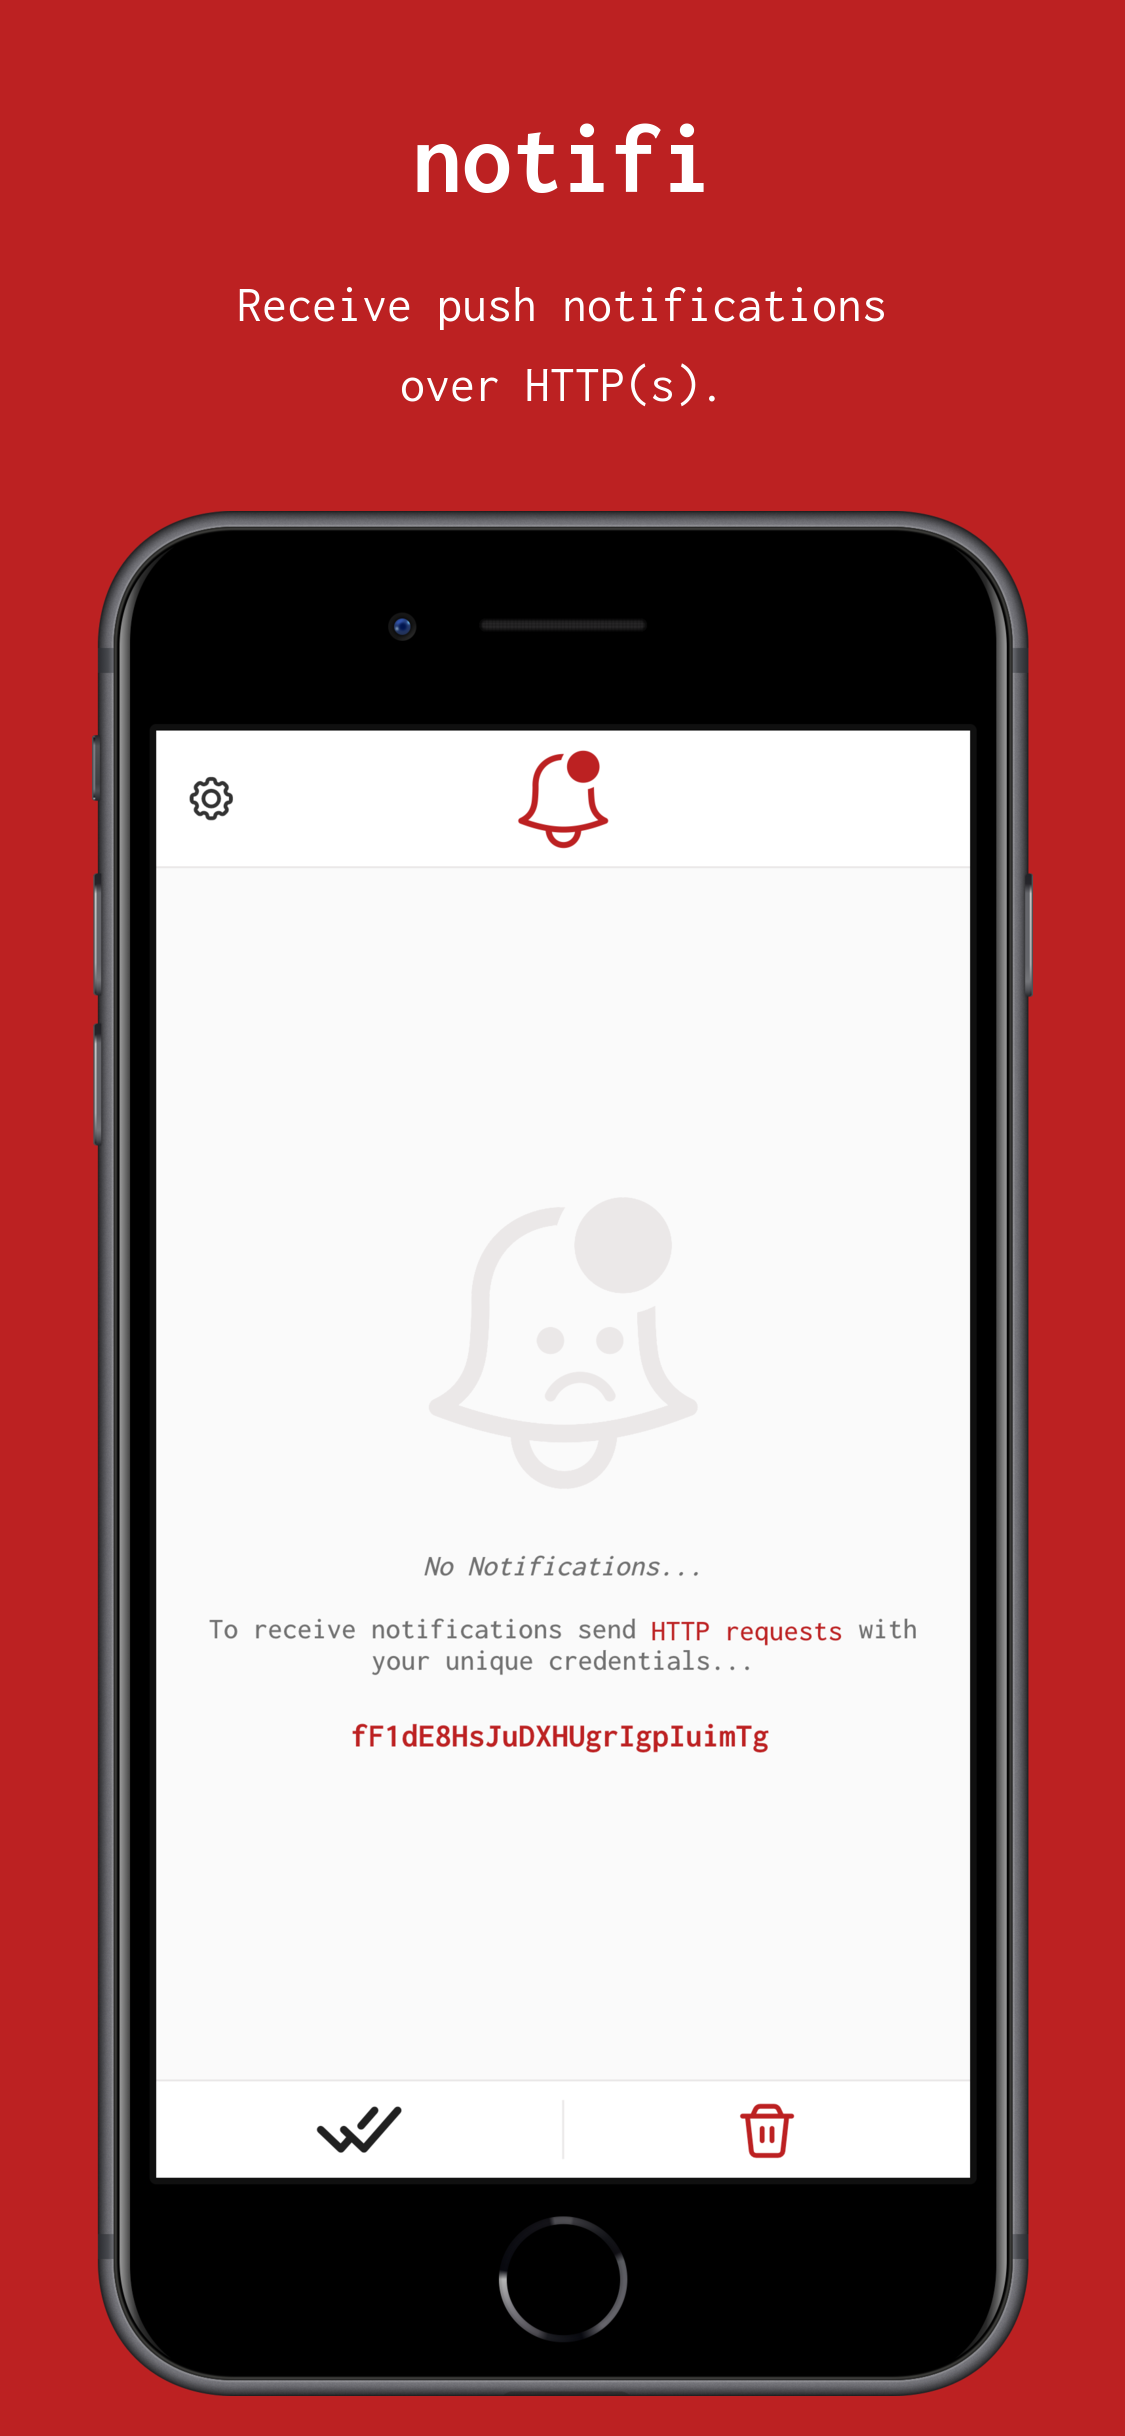 notifi
Receive push notifications
over HTTP(s).
No Notifications...
To receive notifications send HTTP requests with
your unique credentials...
fF1dE8HsJuDXHUgrIgpIuimTg